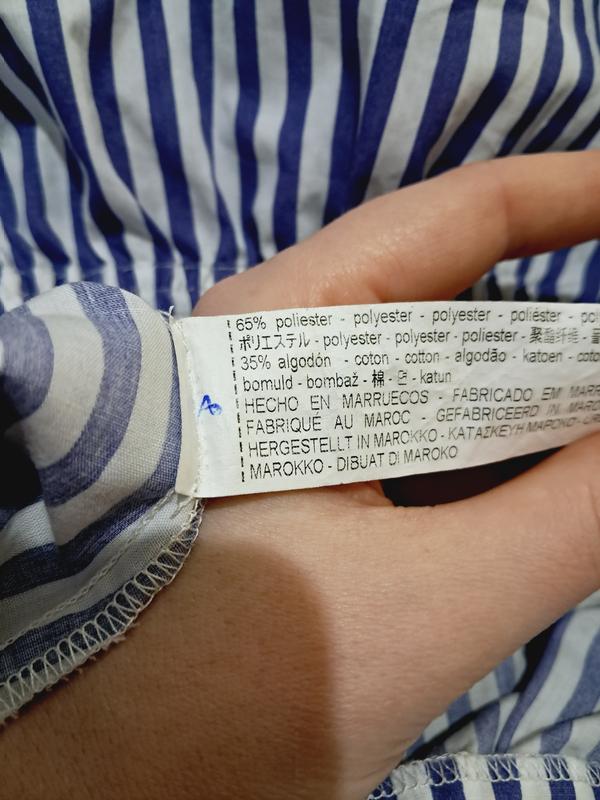 65% poliester - polyester - polyester - poliéster -
ポリエステル - polyester - polyester - poliester - 聚酯纤维 -
35% algodón - coton - cotton - algodão - katoen -
bomuld - bombaž - 棉 - 면 - katun
HECHO EN MARRUECOS - FABRICADO EM
FABRIQUÉ AU MAROC - GEFABRICEERD IN
HERGESTELLT IN MAROKKO - ΚΑΤΑΣΚΕΥΗ ΜΑΡΟΚΟ -
MAROKKO - DIBUAT DI MAROKO